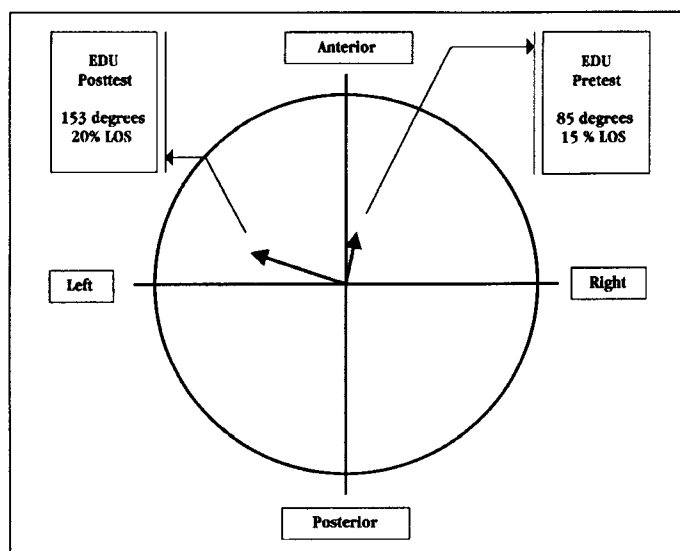 EDU
Posttest
153 degrees
20% LOS
Anterior
EDU
Pretest
85 degrees
15 % LOS
Left
Right
Posterior